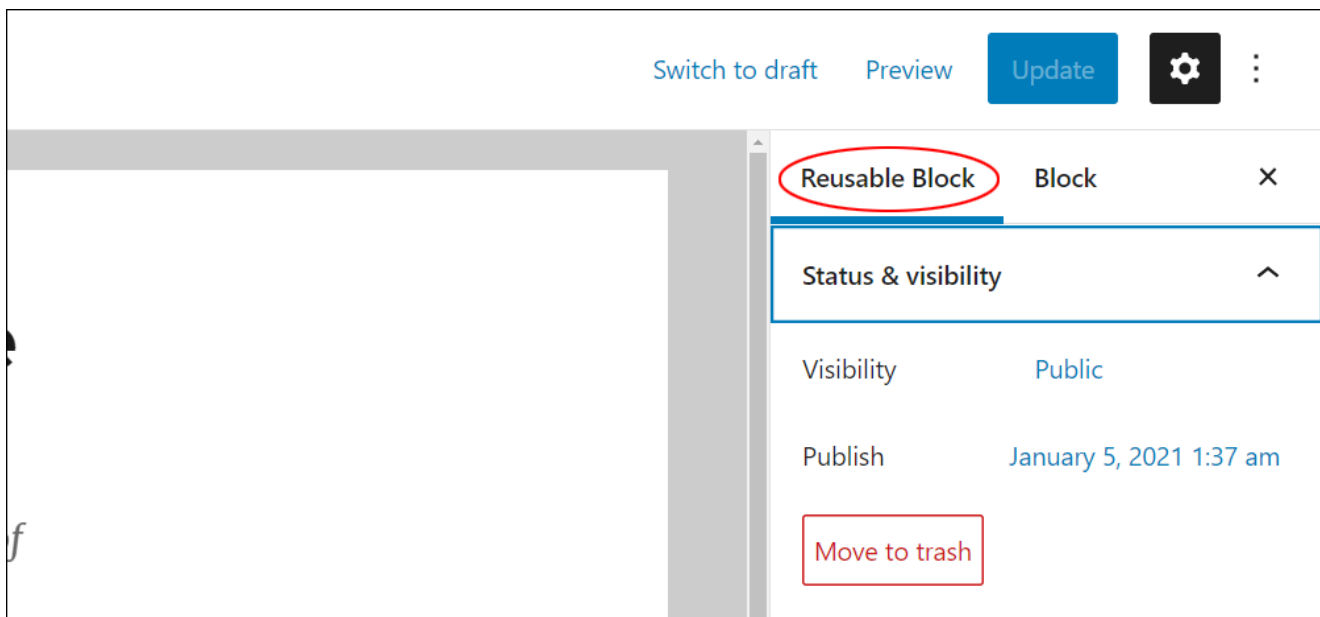 Switch to draft Preview Update
Reusable Block Block
Status & visibility
Visibility Public
Publish January 5, 2021 1:37 am
Move to trash